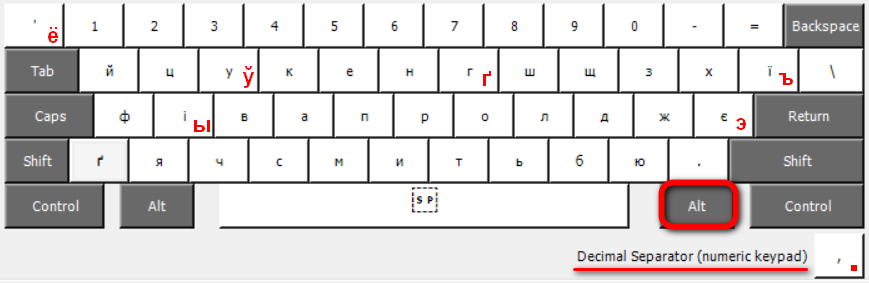 ' ё 1 2 3 4 5 6 7 8 9 0 - = Backspace
Tab й ц у ў к е н г ґ ш щ з х ї ъ \
Caps ф і ы в а п р о л д ж є э Return
Shift ґ я ч с м и т ь б ю . Shift
Control Alt SP Alt Control
Decimal Separator (numeric keypad) , .